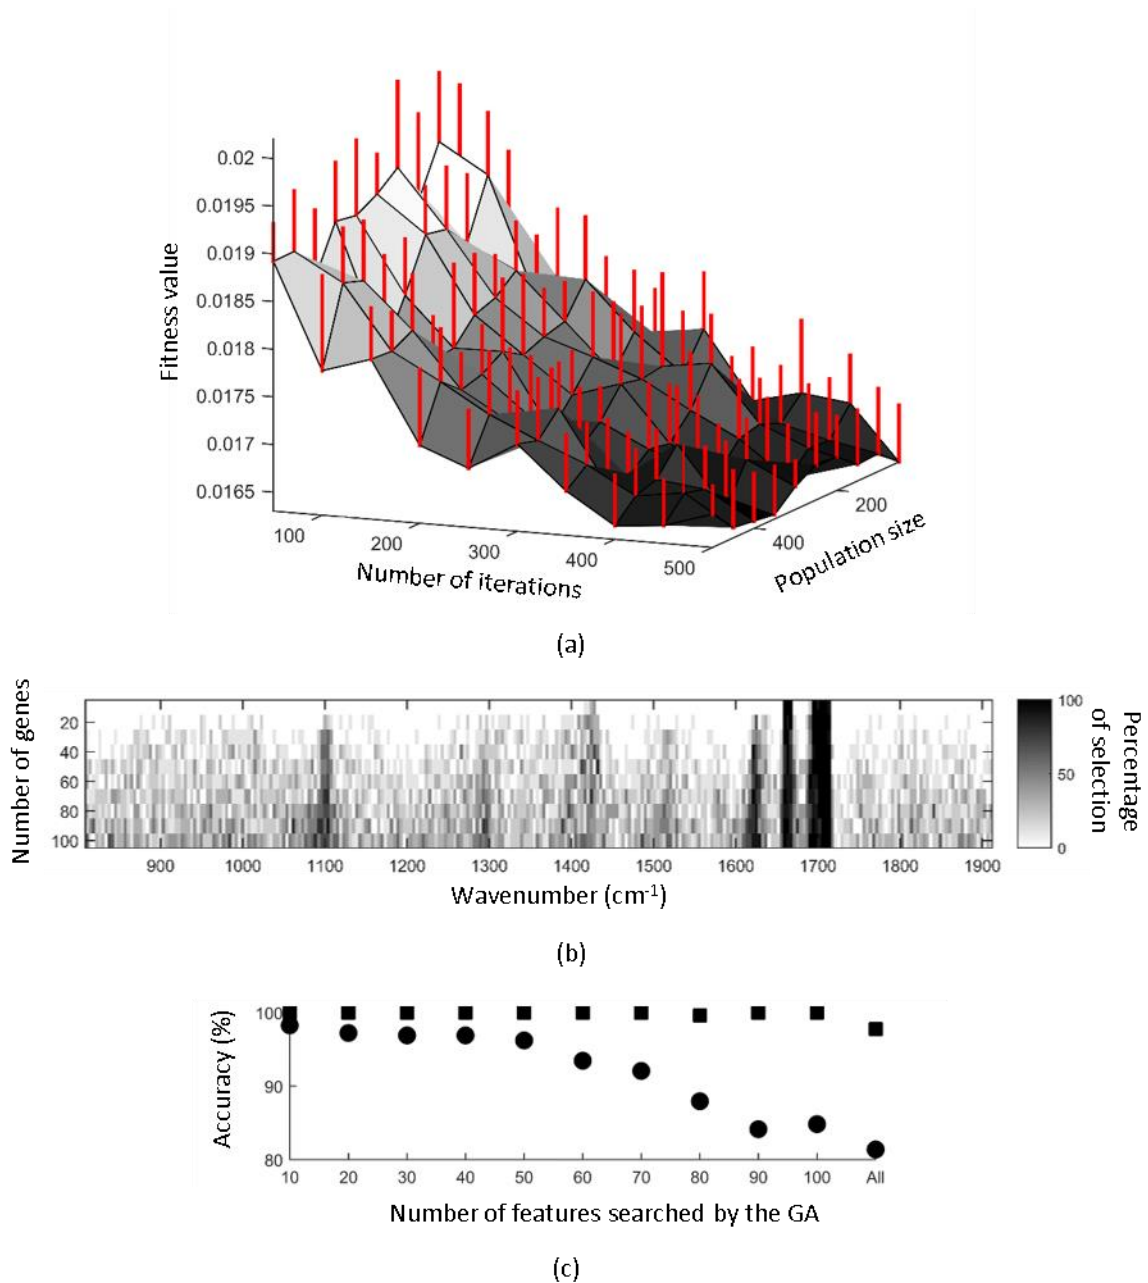 0.02
0.0195
0.019
0.0185
0.018
0.0175
0.017
0.0165
Fitness value
100
200
300
400
500
Number of iterations
200
400
Population size
(a)
Number of genes
20
40
60
80
100
900 1000 1100 1200 1300 1400 1500 1600 1700 1800 1900
Wavenumber (cm-1)
100
50
0
Percentage
of selection
(b)
Accuracy (%)
100
90
80
10 20 30 40 50 60 70 80 90 100 All
Number of features searched by the GA
(c)